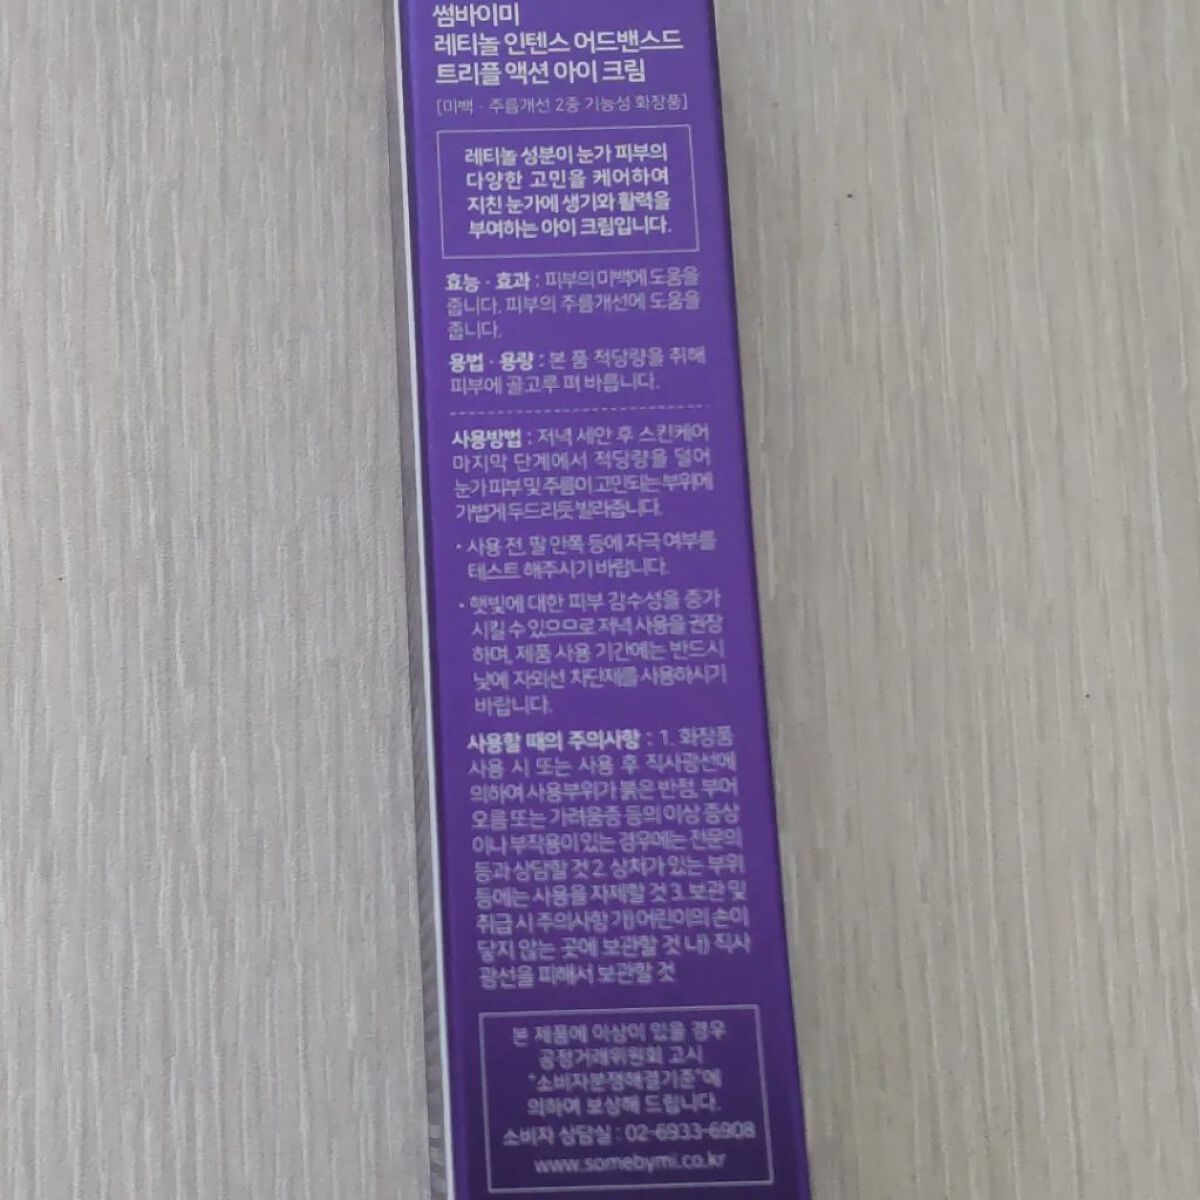 썸바이미
레티놀 인텐스 어드밴스드
트리플 액션 아이 크림
[미백 · 주름개선 2중 기능성 화장품]
레티놀 성분이 눈가 피부의
다양한 고민을 케어하여
지친 눈가에 생기와 활력을
부여하는 아이 크림입니다.
효능 · 효과 : 피부의 미백에 도움을
줍니다. 피부의 주름개선에 도움을
줍니다.
용법 · 용량 : 본 품 적당량을 취해
피부에 골고루 펴 바릅니다.
사용방법 : 저녁 세안 후 스킨케어
마지막 단계에서 적당량을 덜어
눈가 피부 및 주름이 고민되는 부위에
가볍게 두드리듯 발라줍니다.
• 사용 전, 팔 안쪽 등에 자극 여부를
테스트 해주시기 바랍니다.
• 햇빛에 대한 피부 감수성을 증가
시킬 수 있으므로 저녁 사용을 권장
하며, 제품 사용 기간에는 반드시
낮에 자외선 차단제를 사용하시기
바랍니다.
사용할 때의 주의사항 : 1. 화장품
사용 시 또는 사용 후 직사광선에
의하여 사용부위가 붉은 반점, 부어
오름 또는 가려움증 등의 이상 증상
이나 부작용이 있는 경우에는 전문의
등과 상담할 것 2. 상처가 있는 부위
등에는 사용을 자제할 것 3. 보관 및
취급 시 주의사항 가) 어린이의 손이
닿지 않는 곳에 보관할 것 나) 직사
광선을 피해서 보관할 것
본 제품에 이상이 있을 경우
공정거래위원회 고시
"소비자분쟁해결기준"에
의하여 보상해 드립니다.
소비자 상담실 : 02-6933-6908
www.somebymi.co.kr